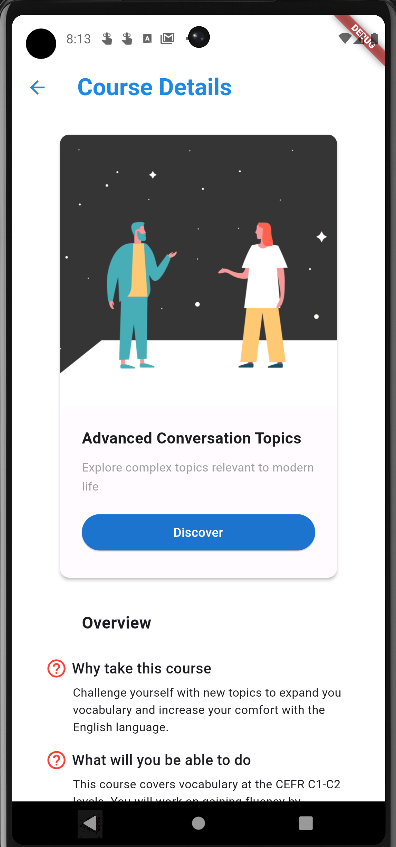 8:13
DEBUG
Course Details
Advanced Conversation Topics
Explore complex topics relevant to modern
life
Discover
Overview
Why take this course
Challenge yourself with new topics to expand you
vocabulary and increase your comfort with the
English language.
What will you be able to do
This course covers vocabulary at the CEFR C1-C2
levels. You will work on gaining fluency by